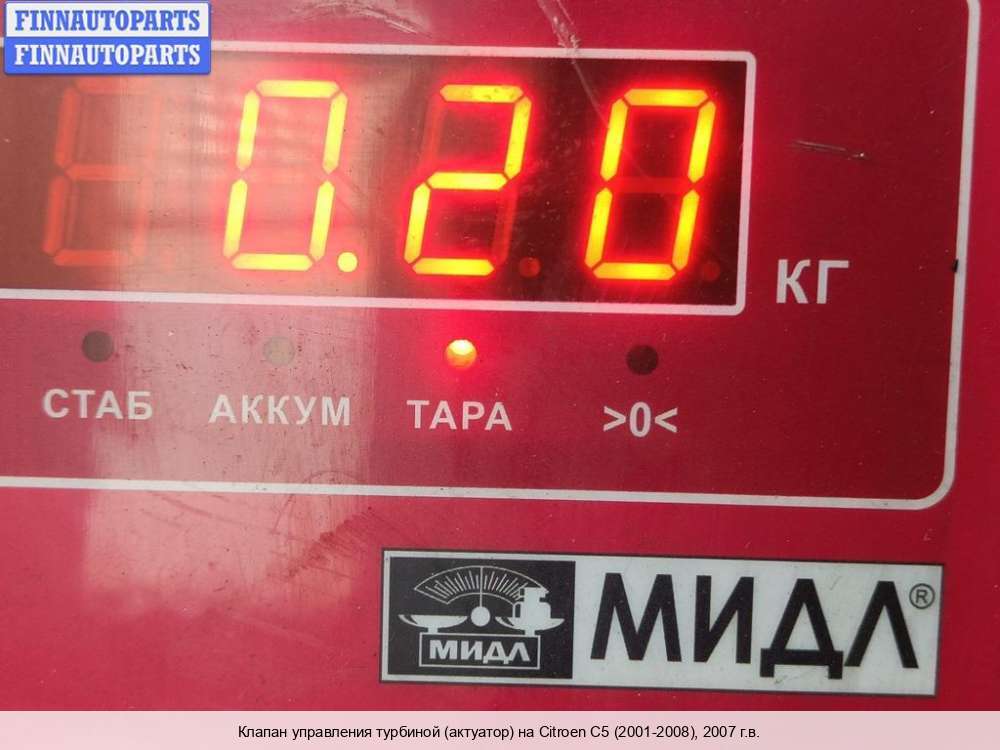 FINNAUTOPARTS
FINNAUTOPARTS
0.20
КГ
СТАБ АККУМ ТАРА >0<
МИДЛ МИДЛ®
Клапан управления турбиной (актуатор) на Citroen C5 (2001-2008), 2007 г.в.